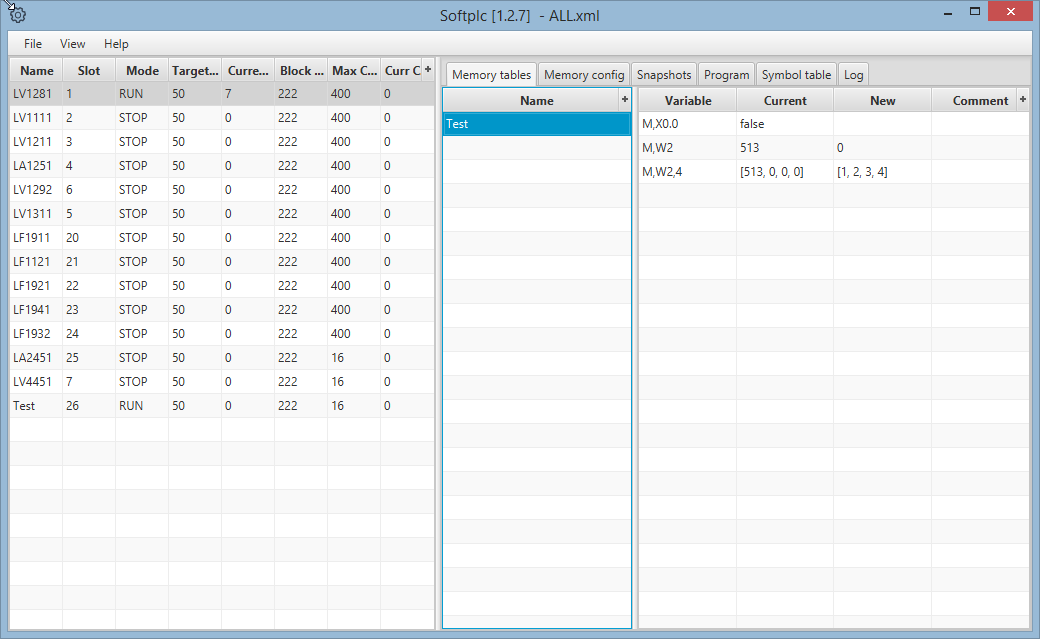 Softplc [1.2.7]  - ALL.xml
File View Help
Name Slot Mode Target... Curre... Block ... Max C... Curr C +
LV1281 1 RUN 50 7 222 400 0
LV1111 2 STOP 50 0 222 400 0
LV1211 3 STOP 50 0 222 400 0
LA1251 4 STOP 50 0 222 400 0
LV1292 6 STOP 50 0 222 400 0
LV1311 5 STOP 50 0 222 400 0
LF1911 20 STOP 50 0 222 400 0
LF1121 21 STOP 50 0 222 400 0
LF1921 22 STOP 50 0 222 400 0
LF1941 23 STOP 50 0 222 400 0
LF1932 24 STOP 50 0 222 400 0
LA2451 25 STOP 50 0 222 16 0
LV4451 7 STOP 50 0 222 16 0
Test 26 RUN 50 0 222 16 0
Memory tables Memory config Snapshots Program Symbol table Log
Name +
Test
Variable Current New Comment +
M,X0.0 false
M,W2 513 0
M,W2,4 [513, 0, 0, 0] [1, 2, 3, 4]